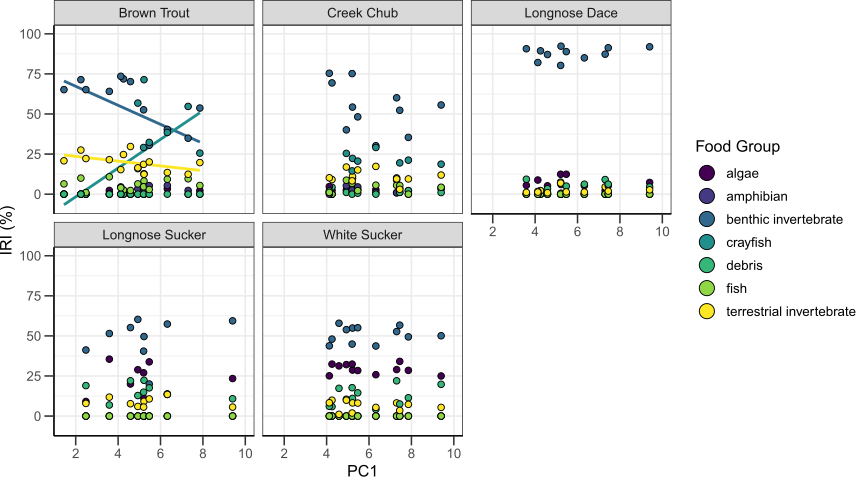 Brown Trout
Creek Chub
Longnose Dace
100
75
50
25
0
2 4 6 8 10
Longnose Sucker
White Sucker
100
75
50
25
0
2 4 6 8 10
2 4 6 8 10
PC1
IRI (%)
Food Group
algae
amphibian
benthic invertebrate
crayfish
debris
fish
terrestrial invertebrate